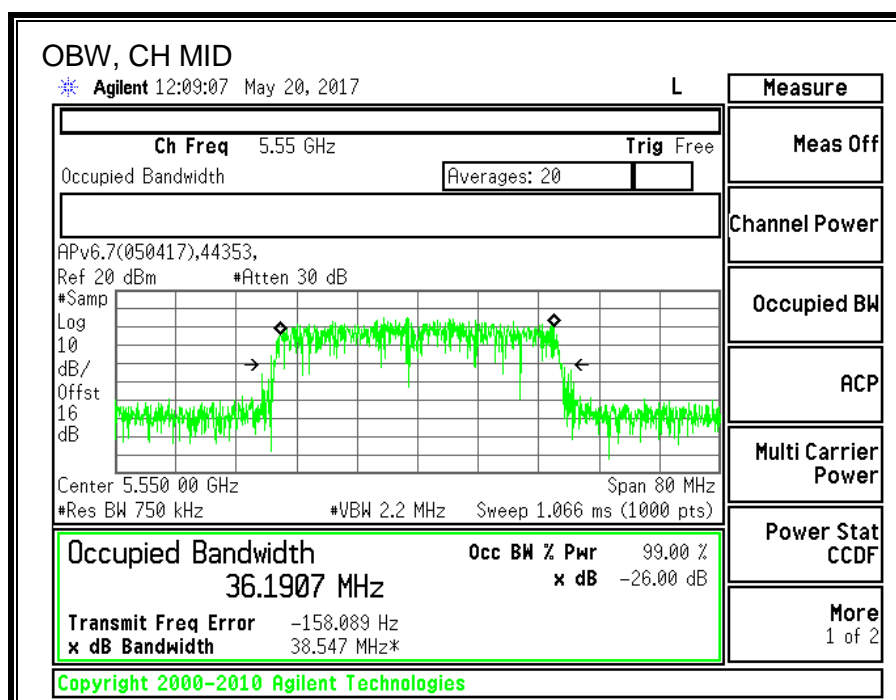 OBW, CH MID
Agilent 12:09:07 May 20, 2017 L
Measure
Ch Freq 5.55 GHz Trig Free
Meas Off
Occupied Bandwidth Averages: 20
Channel Power
APv6.7(050417),44353,
Ref 20 dBm #Atten 30 dB
#Samp
Log
10
dB/
Offst
16
dB
Occupied BW
ACP
Center 5.550 00 GHz Span 80 MHz
#Res BW 750 kHz #VBW 2.2 MHz Sweep 1.066 ms (1000 pts)
Multi Carrier
Power
Occupied Bandwidth Occ BW % Pwr 99.00 %
36.1907 MHz x dB -26.00 dB
Transmit Freq Error -158.089 Hz
x dB Bandwidth 38.547 MHz*
Power Stat
CCDF
More
1 of 2
Copyright 2000-2010 Agilent Technologies